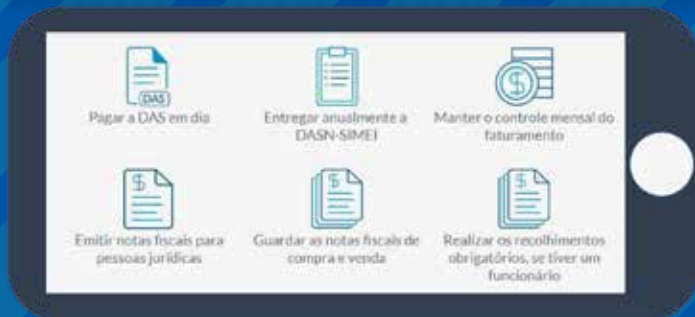 DAS
Pagar a DAS em dia
Entregar anualmente a
DASN-SIMEI
Manter o controle mensal do
faturamento
Emitir notas fiscais para
pessoas jurídicas
Guardar as notas fiscais de
compra e venda
Realizar os recolhimentos
obrigatórios, se tiver um
funcionário